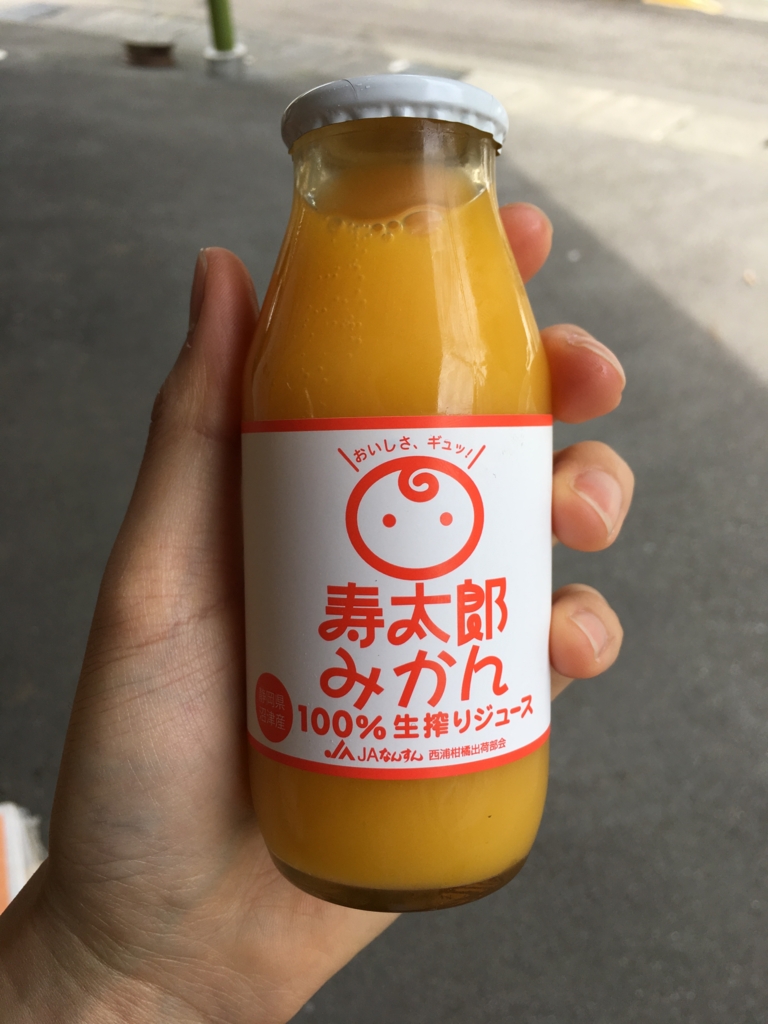 おいしさ、ギュッ!
寿太郎
みかん
静岡県
沼津産
100%生搾りジュース
JAなんすん 西浦柑橘出荷部会